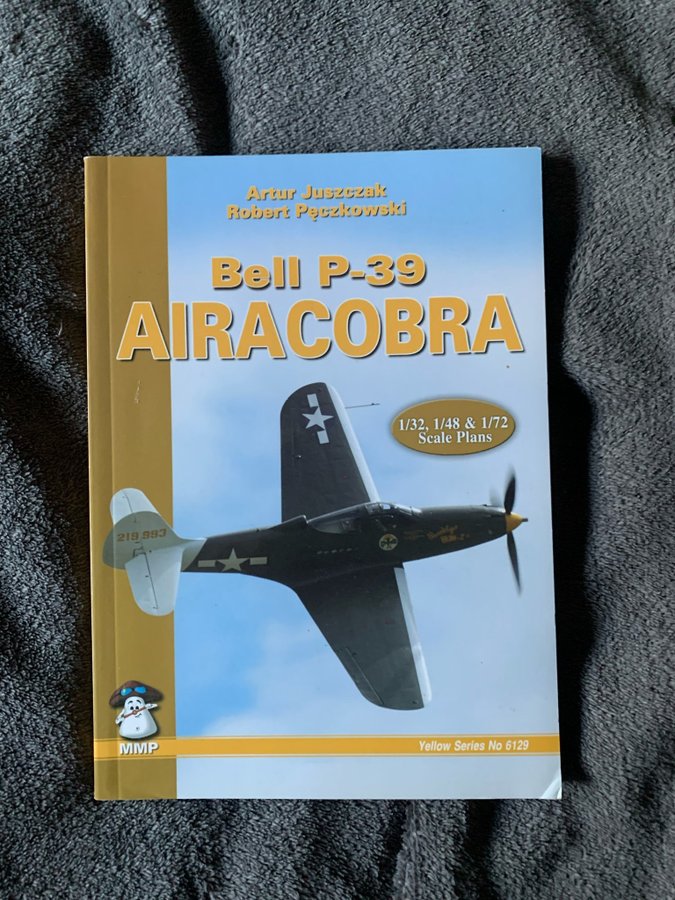 Artur Juszczak
Robert Pęczkowski
Bell P-39
AIRACOBRA
1/32, 1/48 & 1/72
Scale Plans
219993
MMP
Yellow Series No 6129